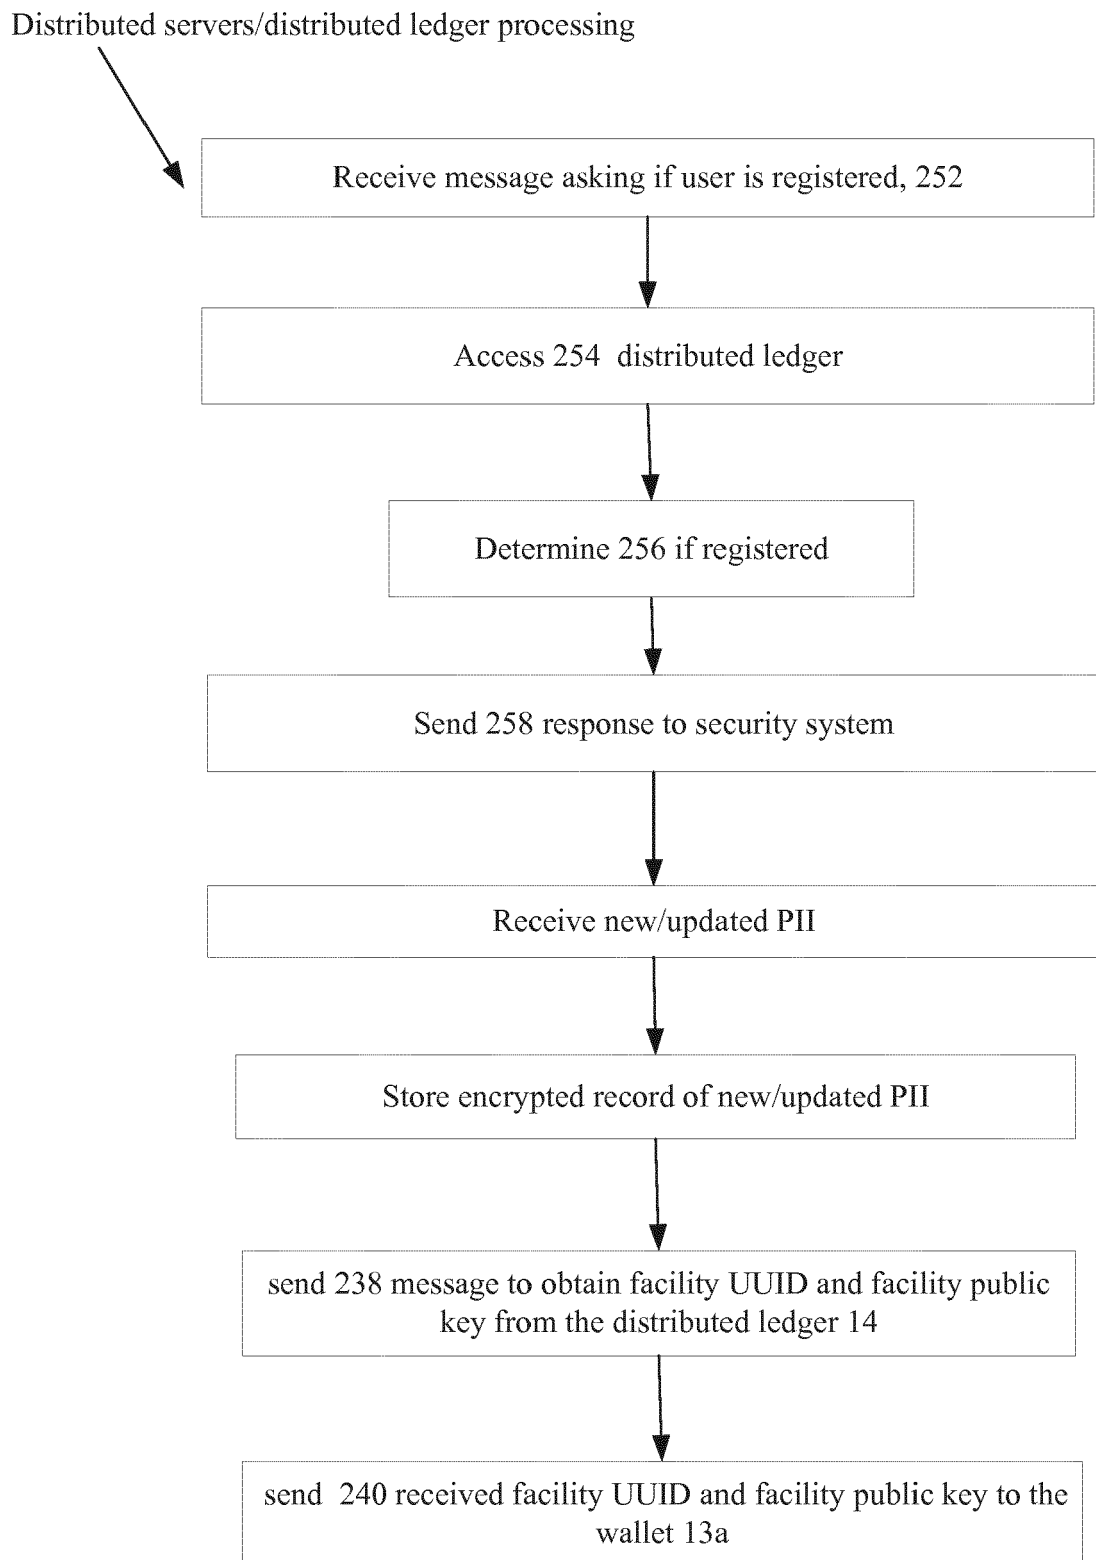 Distributed servers/distributed ledger processing
Receive message asking if user is registered, 252
Access 254 distributed ledger
Determine 256 if registered
Send 258 response to security system
Receive new/updated PII
Store encrypted record of new/updated PII
send 238 message to obtain facility UUID and facility public
key from the distributed ledger 14
send 240 received facility UUID and facility public key to the
wallet 13a